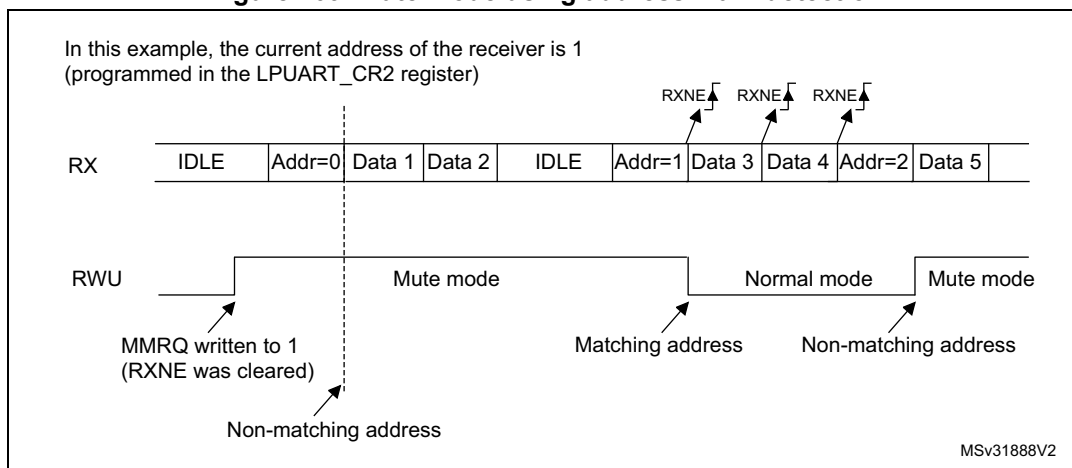 In this example, the current address of the receiver is 1
(programmed in the LPUART_CR2 register)
RXNE RXNE RXNE
RX IDLE Addr=0 Data 1 Data 2 IDLE Addr=1 Data 3 Data 4 Addr=2 Data 5
RWU Mute mode Normal mode Mute mode
MMRQ written to 1
(RXNE was cleared)
Matching address Non-matching address
Non-matching address
MSv31888V2